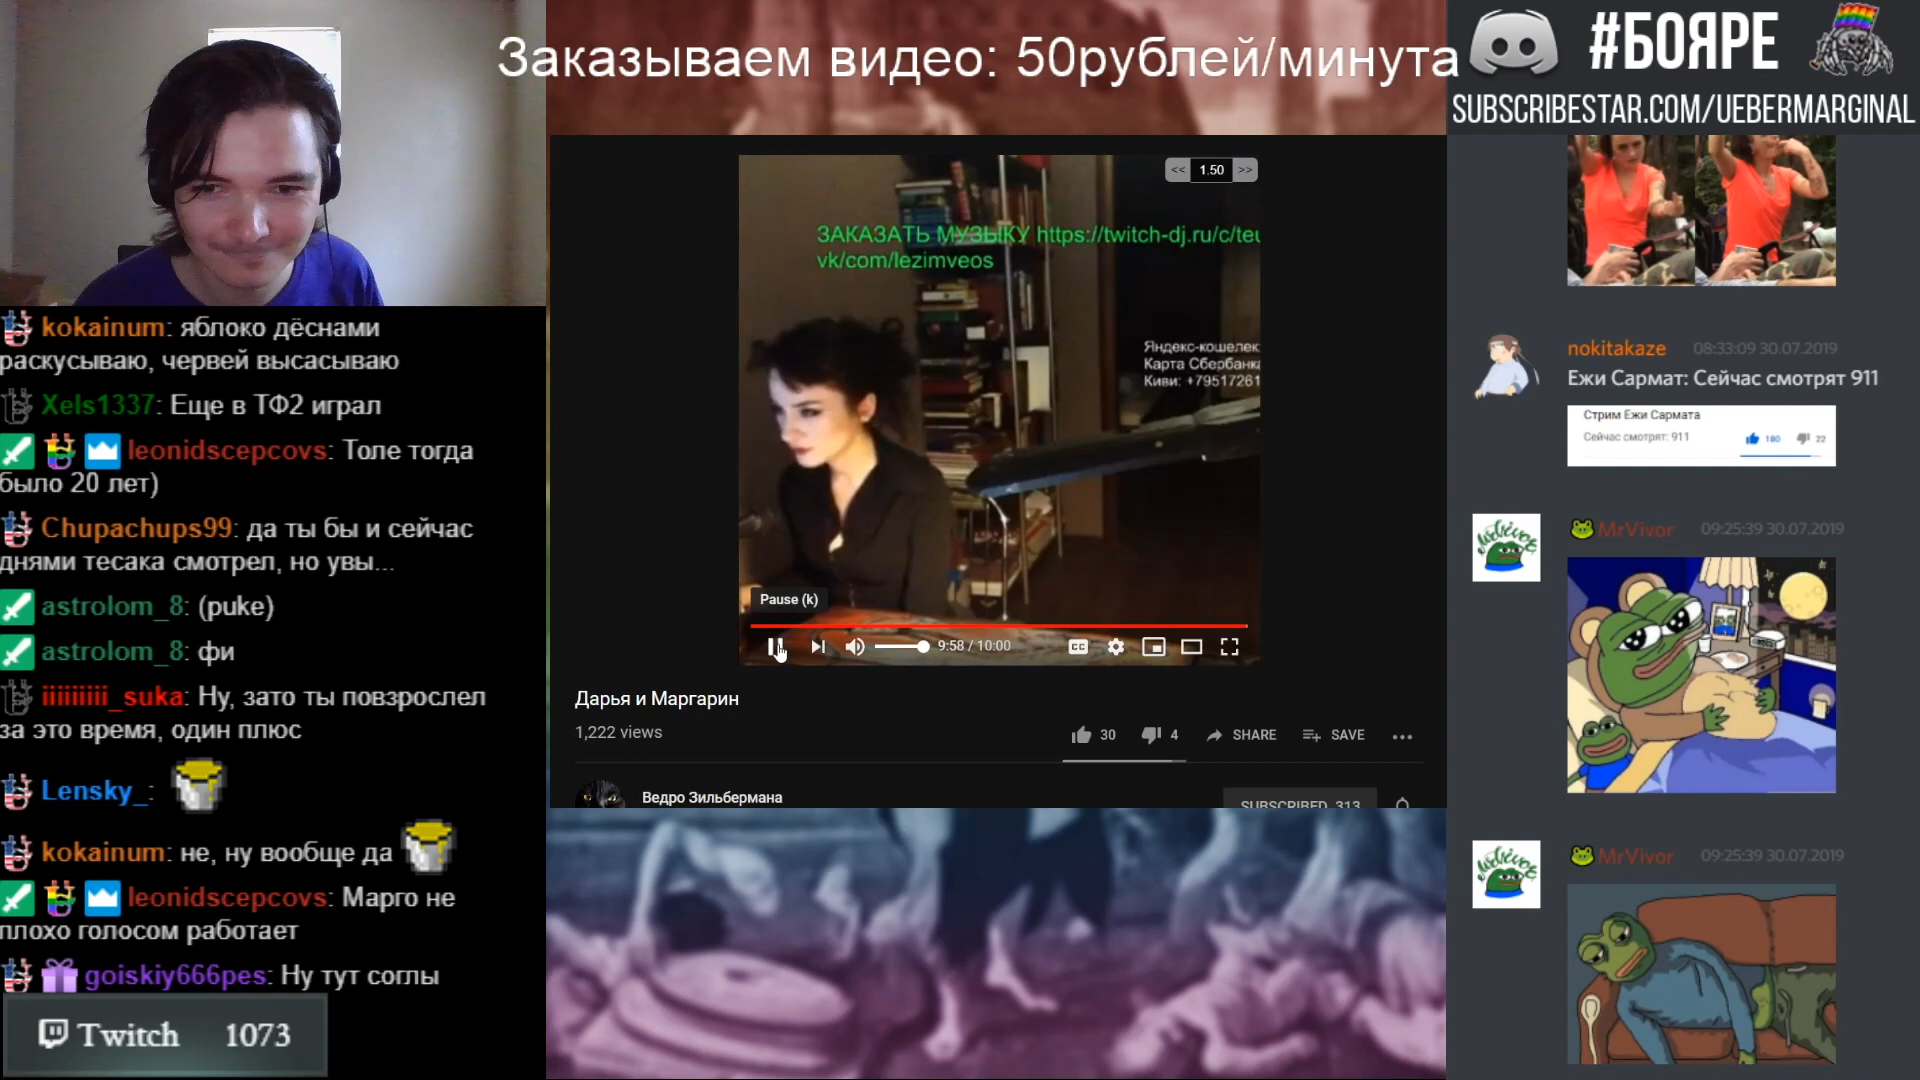 Заказываем видео: 50рублей/минута
#БОЯРЕ
SUBSCRIBESTAR.COM/UEBERMARGINAL
kokainum: яблоко дёснами
раскусываю, червей высасываю
Xels1337: Еще в ТФ2 играл
leonidscepcovs: Толе тогда
было 20 лет)
Chupachups99: да ты бы и сейчас
днями тесака смотрел, но увы...
astrolom_8: (puke)
astrolom_8: фи
iiiiiiiii_suka: Ну, зато ты повзрослел
за это время, один плюс
Lensky_:
kokainum: не, ну вообще да
leonidscepcovs: Марго не
плохо голосом работает
goiskiy666pes: Ну тут соглы
Twitch 1073
<< 1.50 >>
ЗАКАЗАТЬ МУЗЫКУ https://twitch-dj.ru/c/teu
vk/com/lezimveos
Яндекс-кошелек
Карта Сбербанка
Киви: +79517261
Pause (k)
9:58 / 10:00
CC
Дарья и Маргарин
1,222 views
30 4 SHARE SAVE
Ведро Зильбермана
SUBSCRIBED 313
nokitakaze 08:33:09 30.07.2019
Ежи Сармат: Сейчас смотрят 911
Стрим Ежи Сармата
Сейчас смотрят: 911 180 22
MrVivor 09:25:39 30.07.2019
MrVivor 09:25:39 30.07.2019